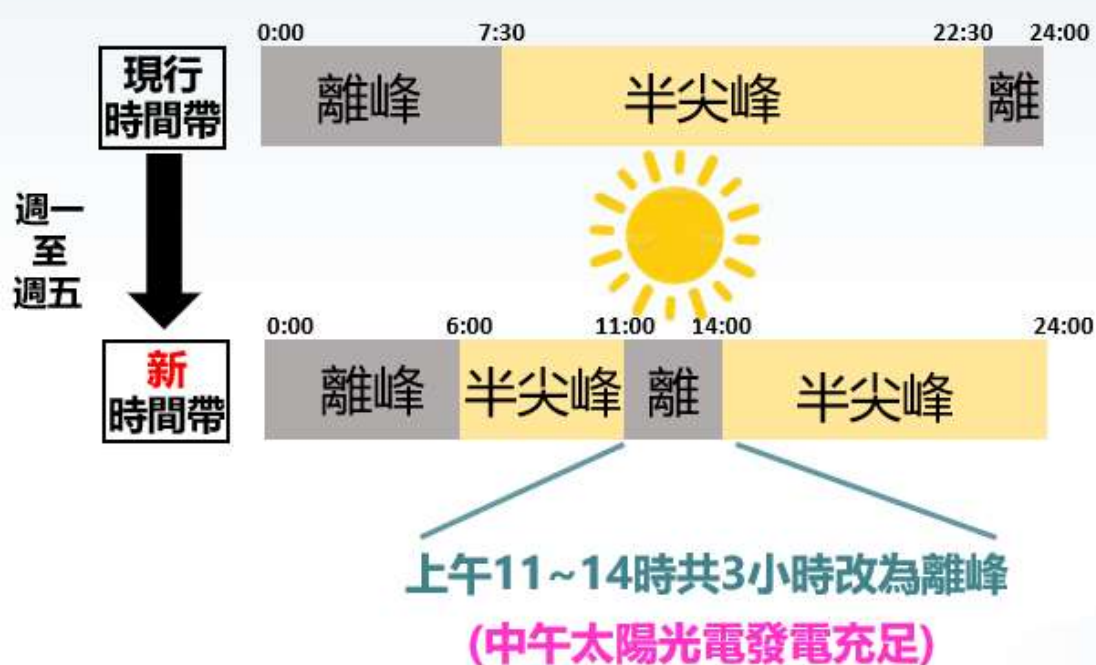 0:00 7:30 22:30 24:00
現行
時間帶
離峰 半尖峰 離
週一
至
週五
0:00 6:00 11:00 14:00 24:00
新
時間帶
離峰 半尖峰 離 半尖峰
上午11~14時共3小時改為離峰
(中午太陽光電發電充足)